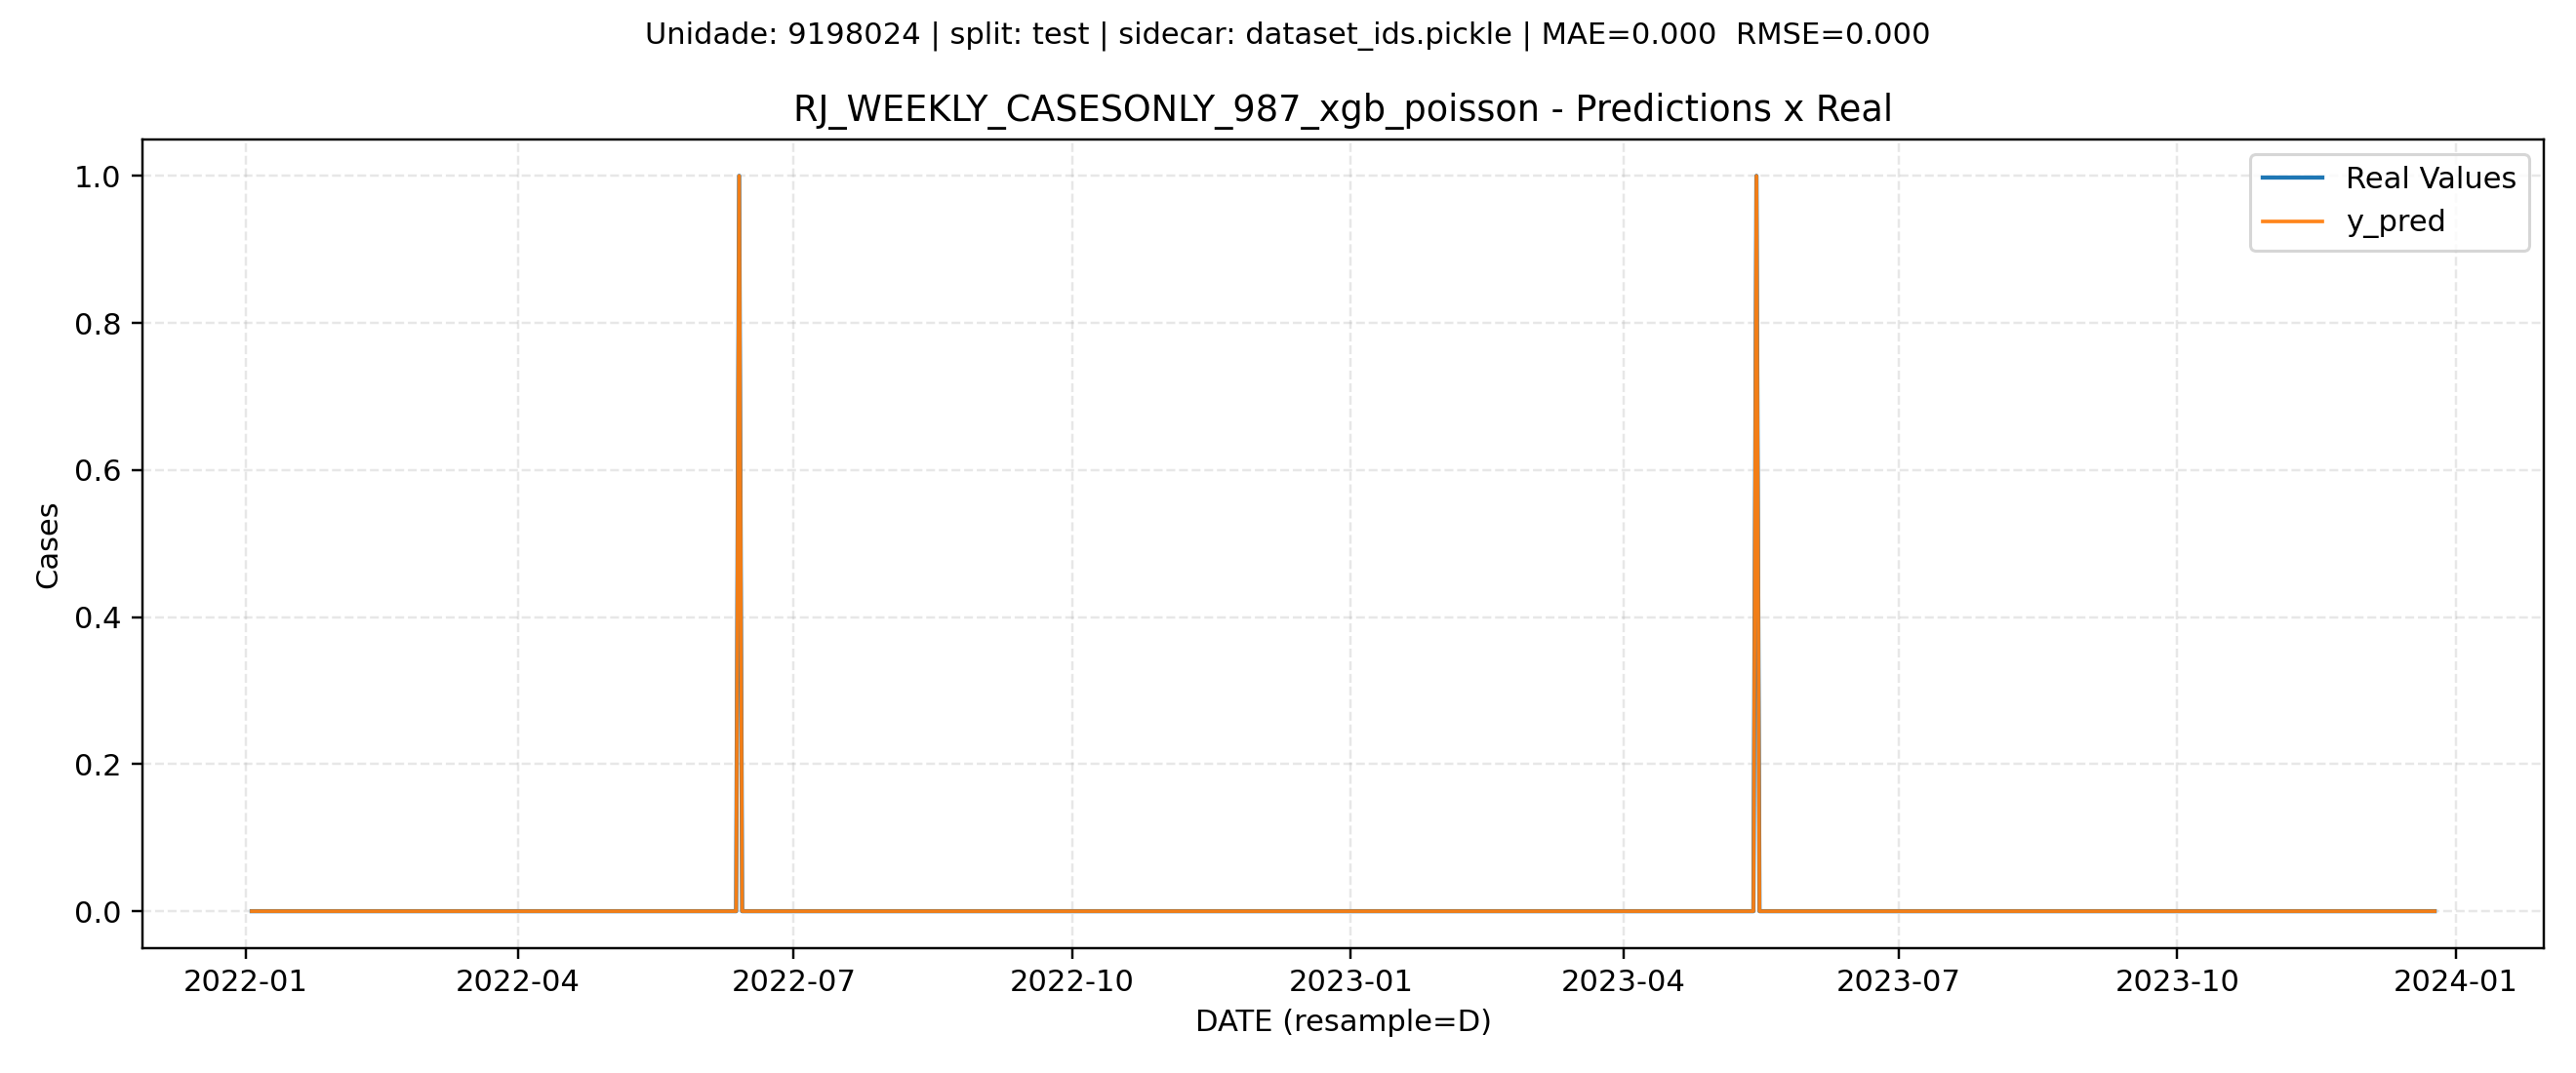 Unidade: 9198024 | split: test | sidecar: dataset_ids.pickle | MAE=0.000  RMSE=0.000
RJ_WEEKLY_CASESONLY_987_xgb_poisson - Predictions x Real
Real Values
y_pred
1.0
0.8
0.6
0.4
0.2
0.0
Cases
2022-01
2022-04
2022-07
2022-10
2023-01
2023-04
2023-07
2023-10
2024-01
DATE (resample=D)